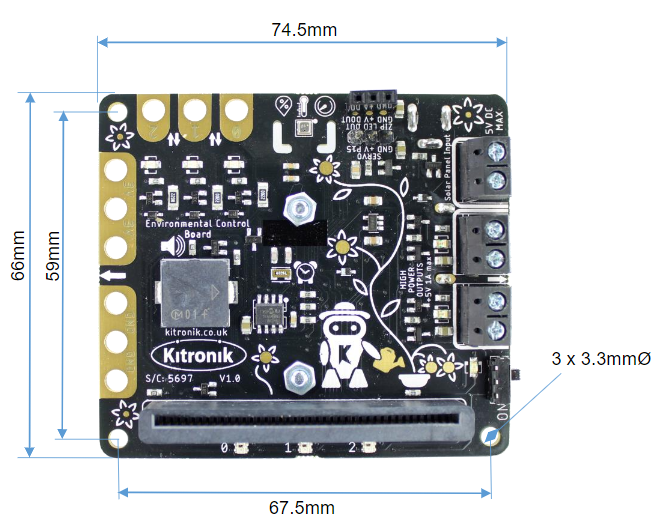 74.5mm
66mm
59mm
5V DC
MAX
Solar Panel Input
GND +V DOUT
ZIP LED OUT
SERVO
GND +V P15
Environmental Control
Board
HIGH
POWER
OUTPUTS
+5V 1A max
kitronik.co.uk
Kitronik
S/C: 5697 V1.0
K
ON
3 x 3.3mmØ
0 1 2
67.5mm